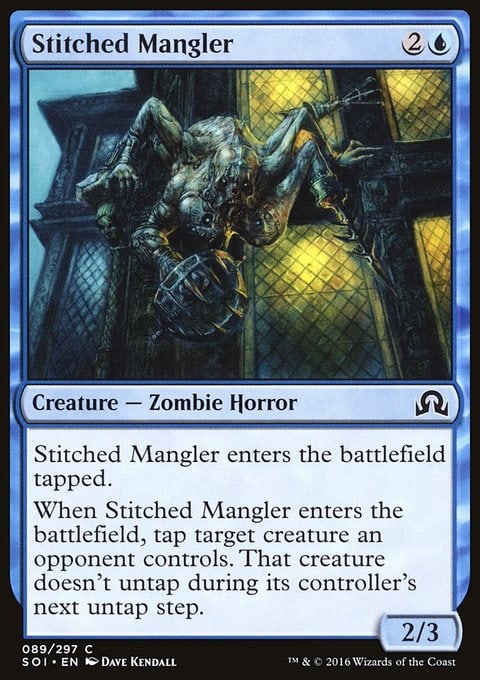 Stitched Mangler 2
Creature — Zombie Horror
Stitched Mangler enters the battlefield
tapped.
When Stitched Mangler enters the
battlefield, tap target creature an
opponent controls. That creature
doesn't untap during its controller's
next untap step.
2/3
089/297 C
SOI • EN Dave Kendall
™ & © 2016 Wizards of the Coast